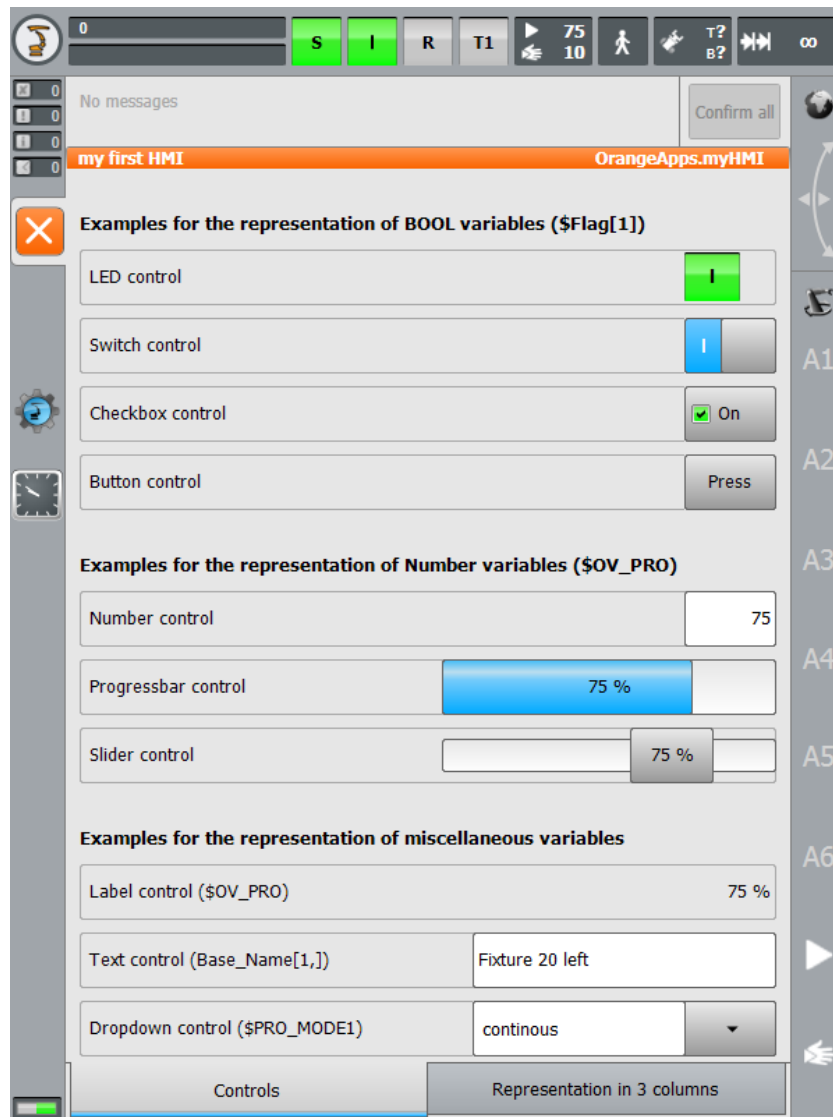 0
S I R T1 75 10 T? B? ∞
0
0
0
0
No messages
Confirm all
my first HMI OrangeApps.myHMI
Examples for the representation of BOOL variables ($Flag[1])
LED control I
Switch control I
Checkbox control On
Button control Press
Examples for the representation of Number variables ($OV_PRO)
Number control 75
Progressbar control 75 %
Slider control 75 %
Examples for the representation of miscellaneous variables
Label control ($OV_PRO) 75 %
Text control (Base_Name[1,]) Fixture 20 left
Dropdown control ($PRO_MODE1) continous
Controls Representation in 3 columns
A1
A2
A3
A4
A5
A6